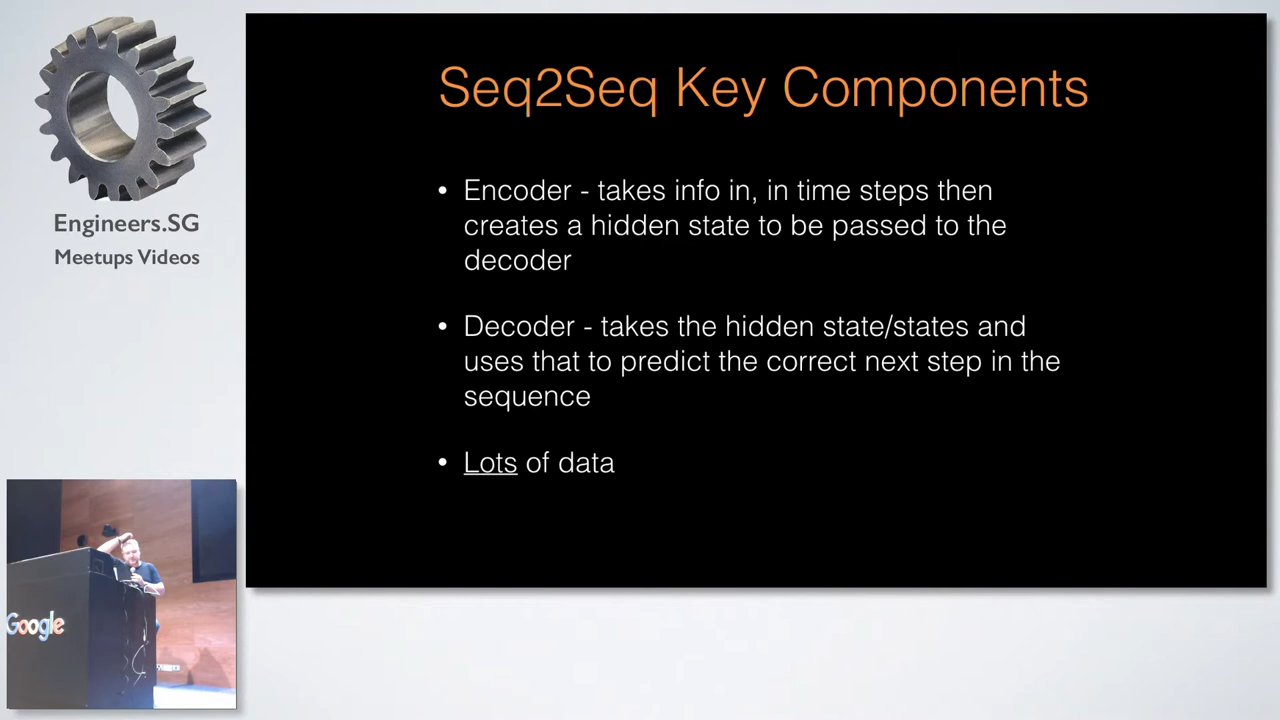 Engineers.SG
Meetups Videos
Seq2Seq Key Components
• Encoder - takes info in, in time steps then
creates a hidden state to be passed to the
decoder
• Decoder - takes the hidden state/states and
uses that to predict the correct next step in the
sequence
• Lots of data
Google